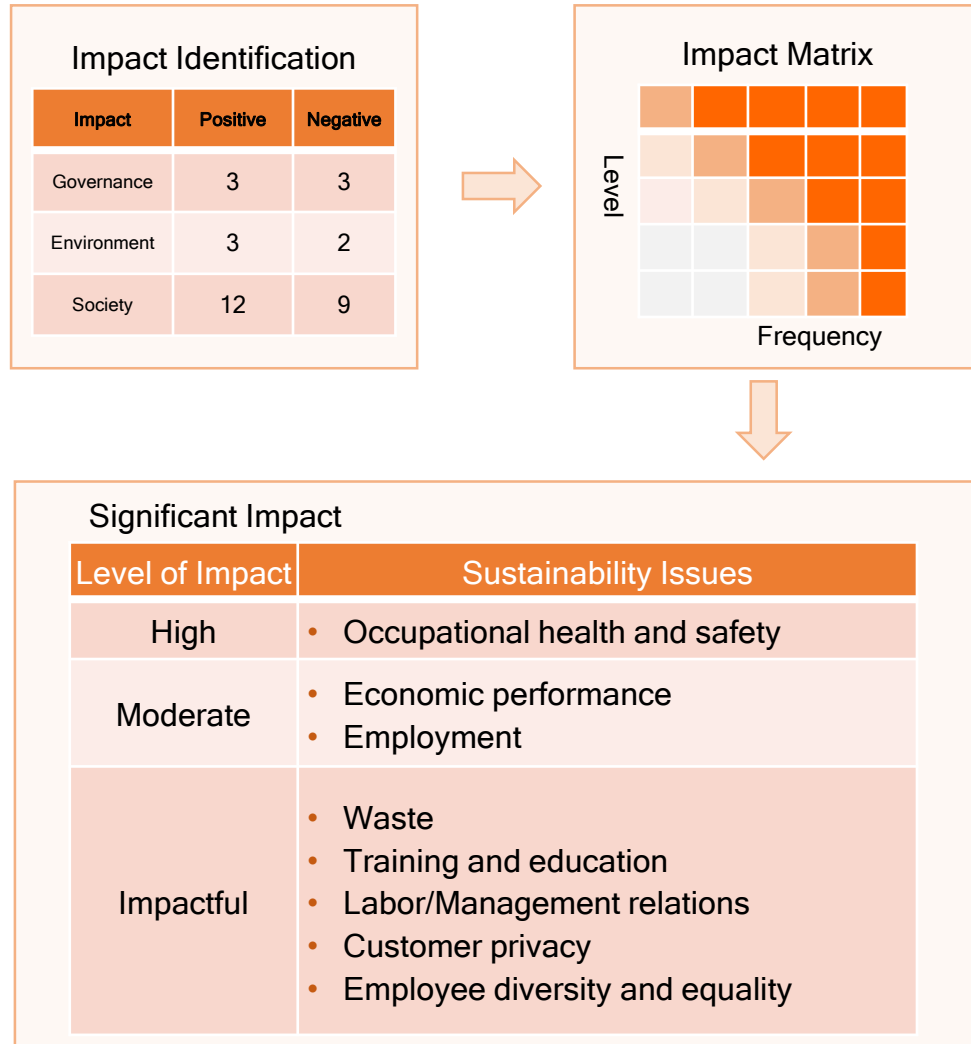 Impact Identification
Impact Positive Negative
Governance 3 3
Environment 3 2
Society 12 9
Impact Matrix
Level
Frequency
Significant Impact
Level of Impact Sustainability Issues
High • Occupational health and safety
Moderate
• Economic performance
• Employment
Impactful
• Waste
• Training and education
• Labor/Management relations
• Customer privacy
• Employee diversity and equality